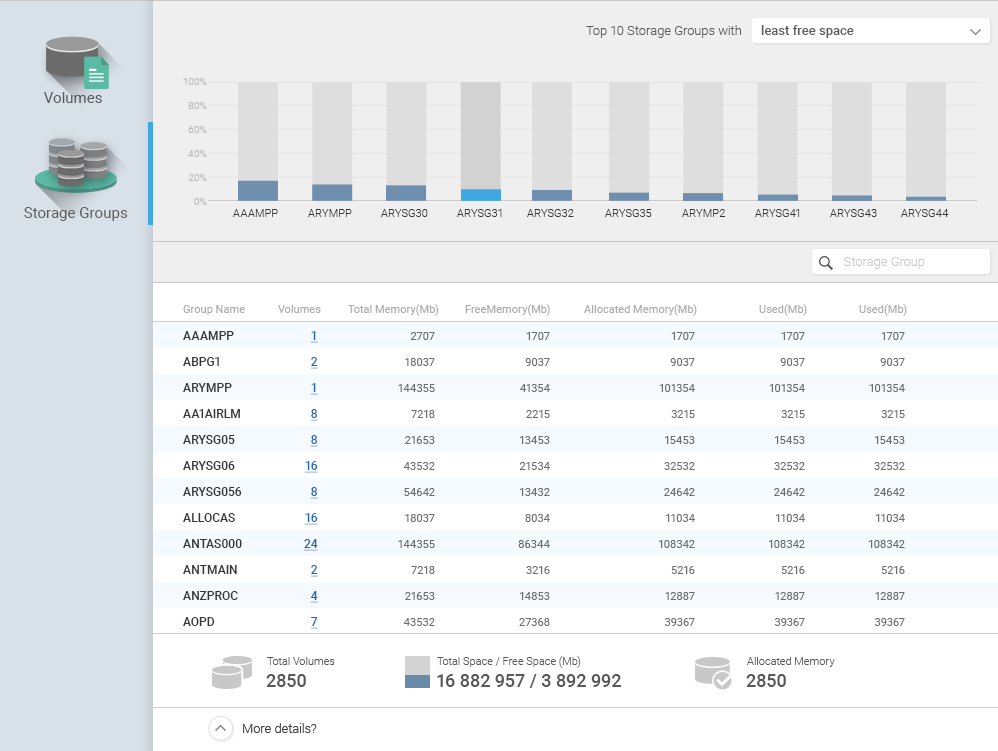 Top 10 Storage Groups with least free space
Volumes
Storage Groups
100%
80%
60%
40%
20%
0%
AAAMPP ARYMPP ARYSG30 ARYSG31 ARYSG32 ARYSG35 ARYMP2 ARYSG41 ARYSG43 ARYSG44
Storage Group
Group Name Volumes Total Memory(Mb) FreeMemory(Mb) Allocated Memory(Mb) Used(Mb) Used(Mb)
AAAMPP 1 2707 1707 1707 1707 1707
ABPG1 2 18037 9037 9037 9037 9037
ARYMPP 1 144355 41354 101354 101354 101354
AA1AIRLM 8 7218 2215 3215 3215 3215
ARYSG05 8 21653 13453 15453 15453 15453
ARYSG06 16 43532 21534 32532 32532 32532
ARYSG056 8 54642 13432 24642 24642 24642
ALLOCAS 16 18037 8034 11034 11034 11034
ANTAS000 24 144355 86344 108342 108342 108342
ANTMAIN 2 7218 3216 5216 5216 5216
ANZPROC 4 21653 14853 12887 12887 12887
AOPD 7 43532 27368 39367 39367 39367
Total Volumes
2850
Total Space / Free Space (Mb)
16 882 957 / 3 892 992
Allocated Memory
2850
More details?